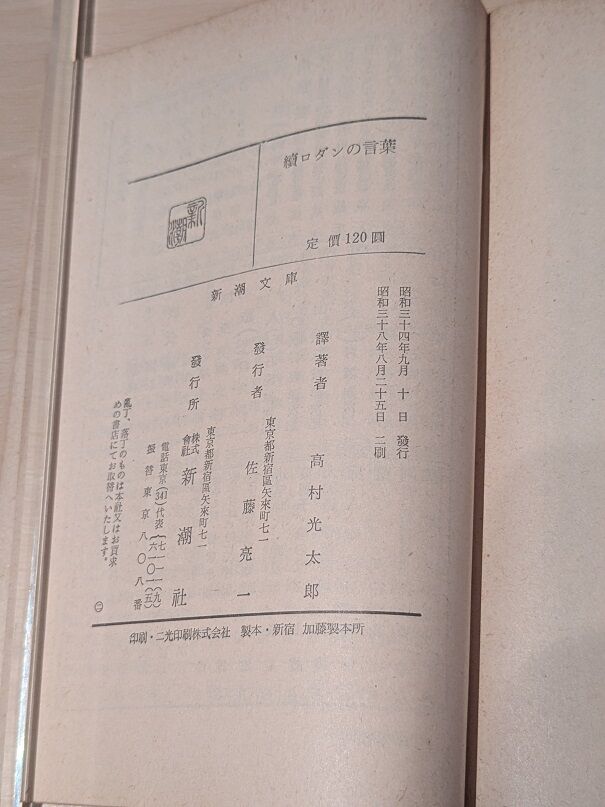 續ロダンの言葉
定價120圓
新潮
新潮文庫
昭和三十四年九月十日 發行
昭和三十八年八月二十五日 二刷
譯著者 高村光太郎
發行者 佐藤亮一
東京都新宿區矢來町七一
發行所 株式會社 新潮社
東京都新宿區矢來町七一
電話東京(341)代表
振替東京八〇八番
亂丁、落丁のものは本社又はお買求
めの書店にてお取替へいたします。
印刷・二光印刷株式会社 製本・新宿 加藤製本所